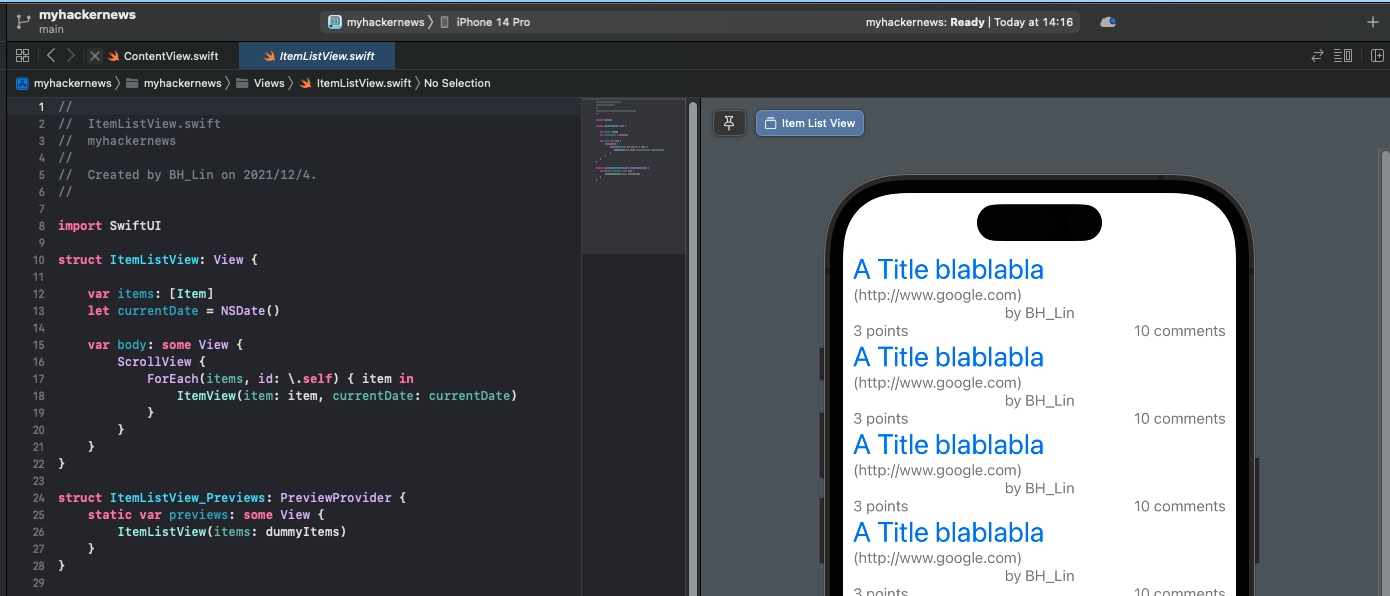 myhackernews
main
myhackernews 〉 iPhone 14 Pro
myhackernews: Ready | Today at 14:16
ContentView.swift
ItemListView.swift
myhackernews 〉 myhackernews 〉 Views 〉 ItemListView.swift 〉 No Selection
1 //
2 //  ItemListView.swift
3 //  myhackernews
4 //
5 //  Created by BH_Lin on 2021/12/4.
6 //
7
8 import SwiftUI
9
10 struct ItemListView: View {
11
12     var items: [Item]
13     let currentDate = NSDate()
14
15     var body: some View {
16         ScrollView {
17             ForEach(items, id: \.self) { item in
18                 ItemView(item: item, currentDate: currentDate)
19             }
20         }
21     }
22 }
23
24 struct ItemListView_Previews: PreviewProvider {
25     static var previews: some View {
26         ItemListView(items: dummyItems)
27     }
28 }
29
Item List View
A Title blablabla
(http://www.google.com)
by BH_Lin
3 points 10 comments
A Title blablabla
(http://www.google.com)
by BH_Lin
3 points 10 comments
A Title blablabla
(http://www.google.com)
by BH_Lin
3 points 10 comments
A Title blablabla
(http://www.google.com)
by BH_Lin
3 points 10 comments